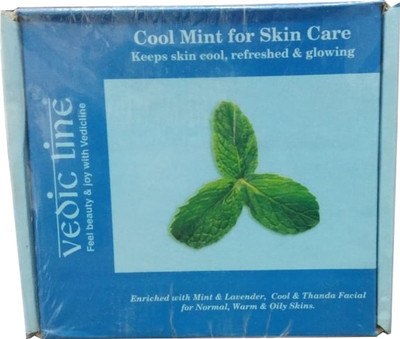 Cool Mint for Skin Care
Keeps skin cool, refreshed & glowing
Vedic Line
Feel beauty & joy with Vedicline
Enriched with Mint & Lavender, Cool & Thanda Facial
for Normal, Warm & Oily Skins.